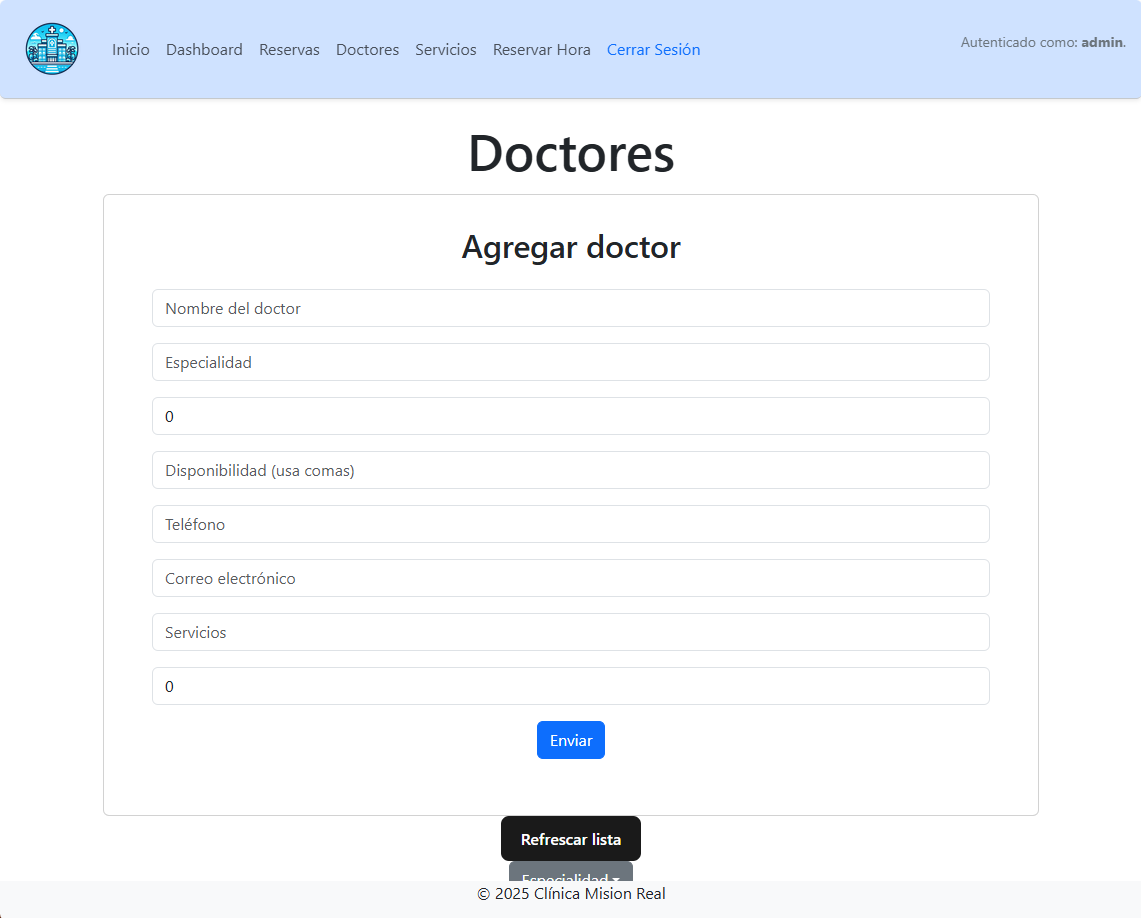 Inicio Dashboard Reservas Doctores Servicios Reservar Hora Cerrar Sesión
Autenticado como: admin.
Doctores
Agregar doctor
Nombre del doctor
Especialidad
0
Disponibilidad (usa comas)
Teléfono
Correo electrónico
Servicios
0
Enviar
Refrescar lista
Especialidad
© 2025 Clínica Mision Real